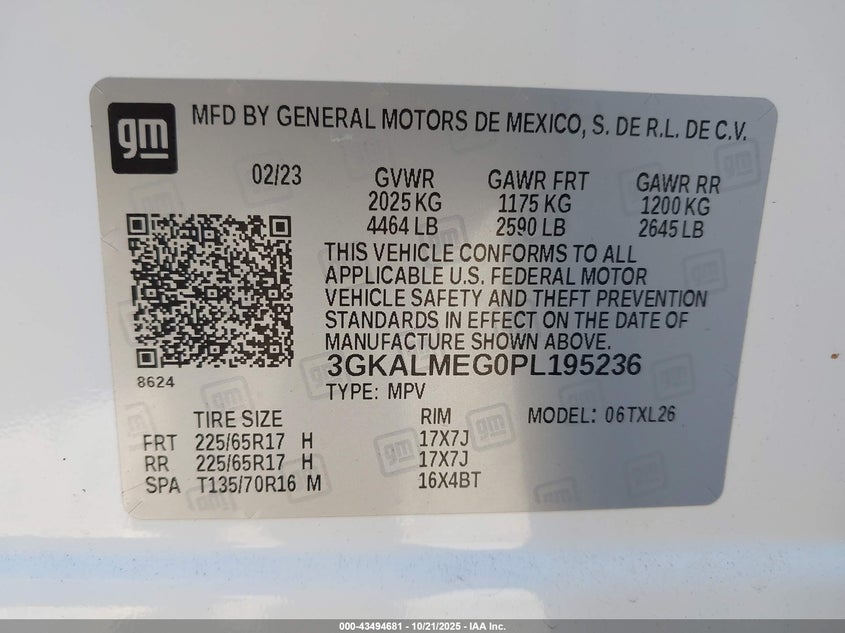 gm
MFD BY GENERAL MOTORS DE MEXICO, S. DE R.L. DE C.V.
02/23 GVWR GAWR FRT GAWR RR
2025 KG 1175 KG 1200 KG
4464 LB 2590 LB 2645 LB
THIS VEHICLE CONFORMS TO ALL
APPLICABLE U.S. FEDERAL MOTOR
VEHICLE SAFETY AND THEFT PREVENTION
STANDARDS IN EFFECT ON THE DATE OF
MANUFACTURE SHOWN ABOVE.
3GKALMEG0PL195236
8624
TYPE: MPV
TIRE SIZE RIM MODEL: 06TXL26
FRT 225/65R17 H 17X7J
RR 225/65R17 H 17X7J
SPA T135/70R16 M 16X4BT
000-43494681 - 10/21/2025 - IAA Inc.